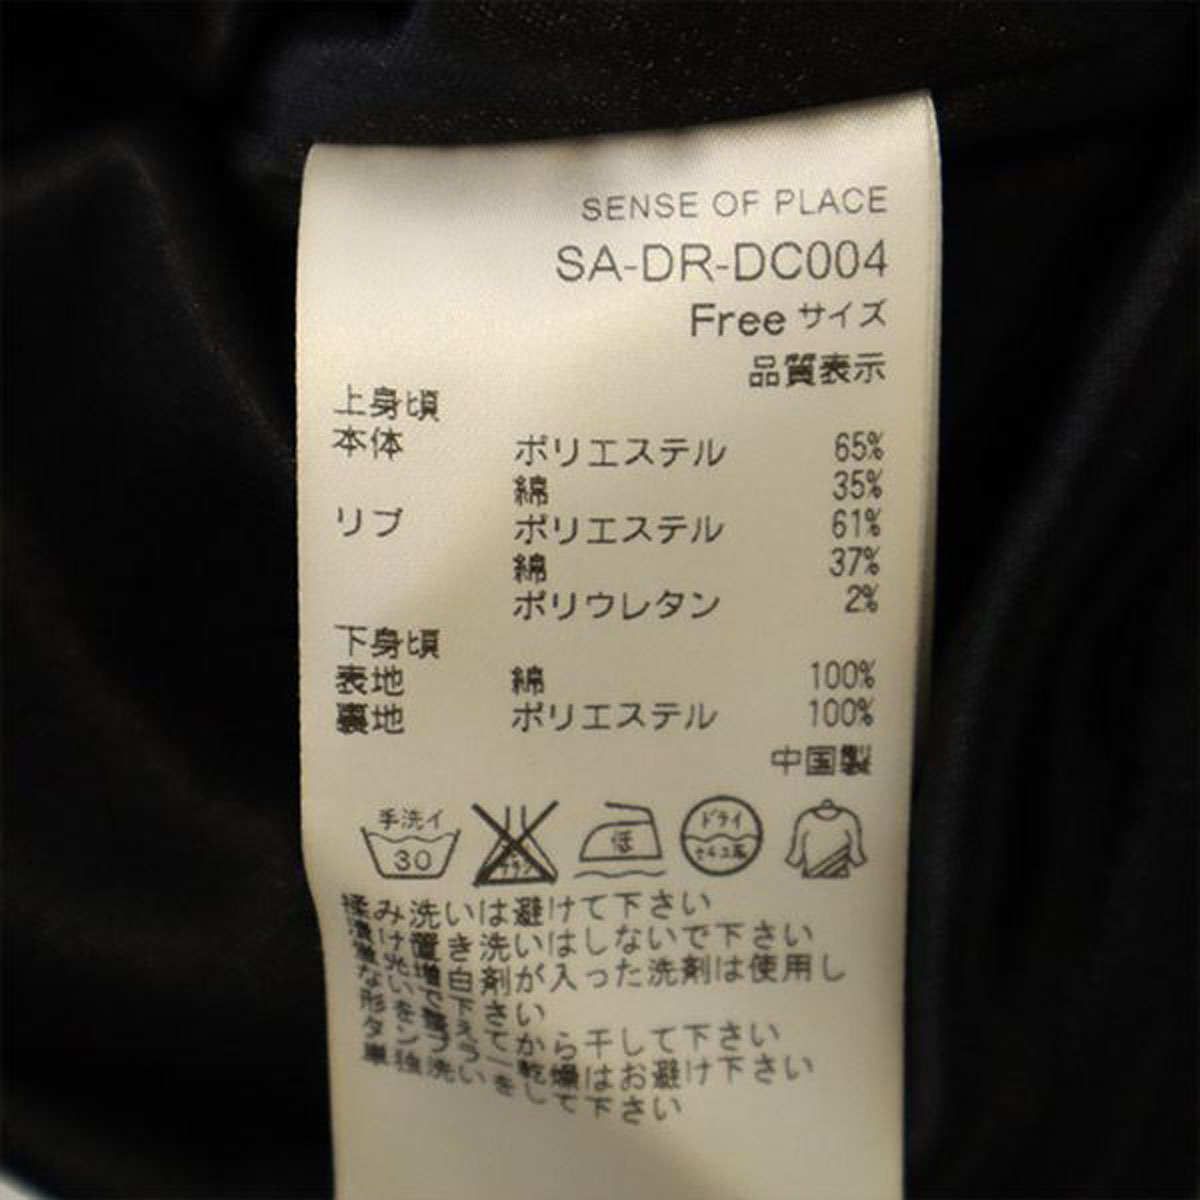 SENSE OF PLACE
SA-DR-DC004
Free サイズ
品質表示
上身頃
本体 ポリエステル 65%
綿 35%
リブ ポリエステル 61%
綿 37%
ポリウレタン 2%
下身頃
表地 綿 100%
裏地 ポリエステル 100%
中国製
手洗イ 30 低 ドライ
揉み洗いは避けて下さい
漬け置き洗いはしないで下さい
蛍光増白剤が入った洗剤は使用し
ないで下さい
形を整えてから干して下さい
タンブラー乾燥はお避け下さい
単独洗いをして下さい